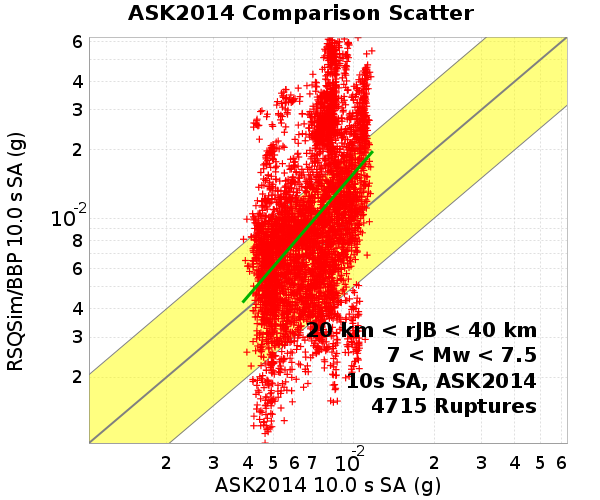 ASK2014 Comparison Scatter
RSQSim/BBP 10.0 s SA (g)
6
4
3
2
10-2
8
6
4
3
2
20 km < rJB < 40 km
7 < Mw < 7.5
10s SA, ASK2014
4715 Ruptures
2 3 4 5 6 7 10-2 2 3 4 5 6
ASK2014 10.0 s SA (g)